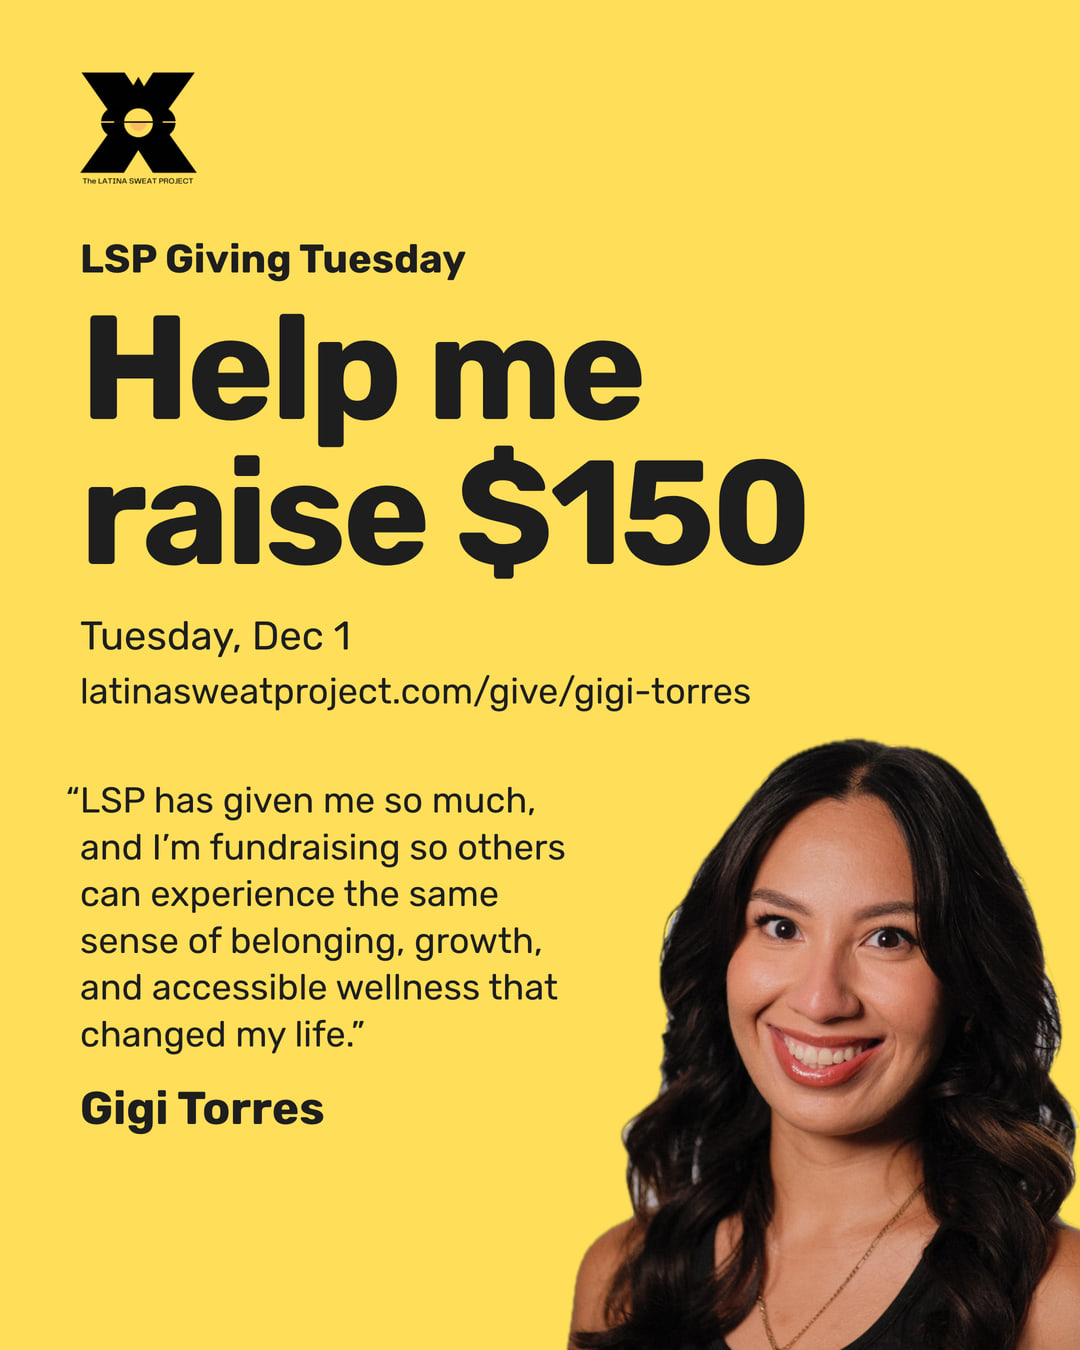 The LATINA SWEAT PROJECT
LSP Giving Tuesday
Help me
raise $150
Tuesday, Dec 1
latinasweatproject.com/give/gigi-torres
“LSP has given me so much,
and I’m fundraising so others
can experience the same
sense of belonging, growth,
and accessible wellness that
changed my life.”
Gigi Torres